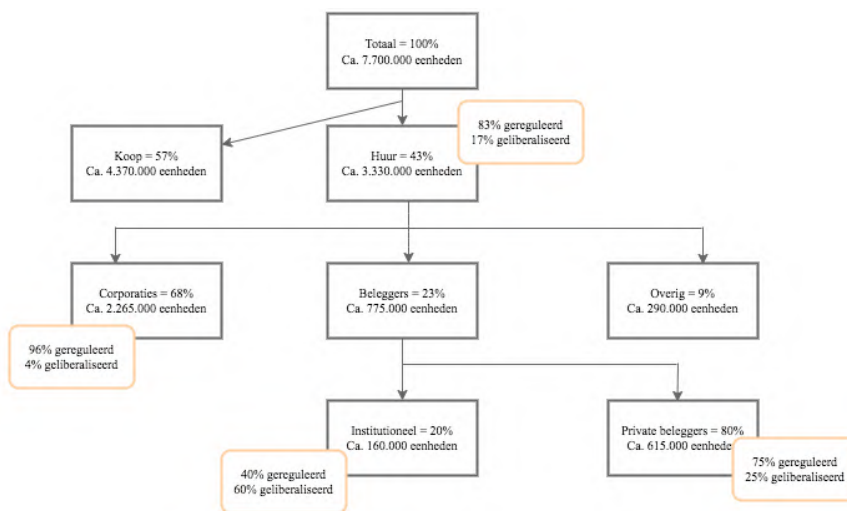 Totaal = 100%
Ca. 7.700.000 eenheden
83% gereguleerd
17% geliberaliseerd
Koop = 57%
Ca. 4.370.000 eenheden
Huur = 43%
Ca. 3.330.000 eenheden
Corporaties = 68%
Ca. 2.265.000 eenheden
Beleggers = 23%
Ca. 775.000 eenheden
Overig = 9%
Ca. 290.000 eenheden
96% gereguleerd
4% geliberaliseerd
Institutioneel = 20%
Ca. 160.000 eenheden
Private beleggers = 80%
Ca. 615.000 eenheden
40% gereguleerd
60% geliberaliseerd
75% gereguleerd
25% geliberaliseerd